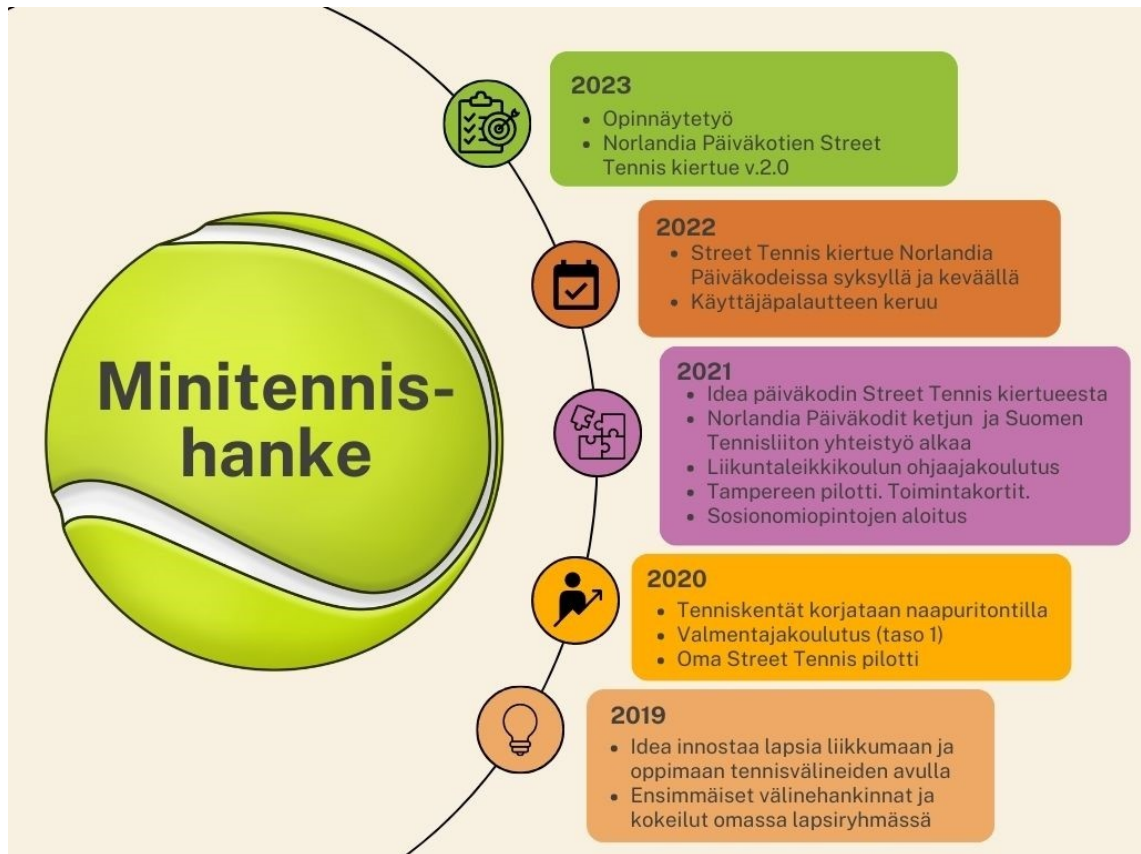 Minitennis-
hanke
2023
• Opinnäytetyö
• Norlandia Päiväkotien Street
Tennis kiertue v.2.0
2022
• Street Tennis kiertue Norlandia
Päiväkodeissa syksyllä ja keväällä
• Käyttäjäpalautteen keruu
2021
• Idea päiväkodin Street Tennis kiertueesta
• Norlandia Päiväkodit ketjun ja Suomen
Tennisliiton yhteistyö alkaa
• Liikuntaleikkikoulun ohjaajakoulutus
• Tampereen pilotti. Toimintakortit.
• Sosionomiopintojen aloitus
2020
• Tenniskentät korjataan naapuritontilla
• Valmentajakoulutus (taso 1)
• Oma Street Tennis pilotti
2019
• Idea innostaa lapsia liikkumaan ja
oppimaan tennisvälineiden avulla
• Ensimmäiset välinehankinnat ja
kokeilut omassa lapsiryhmässä